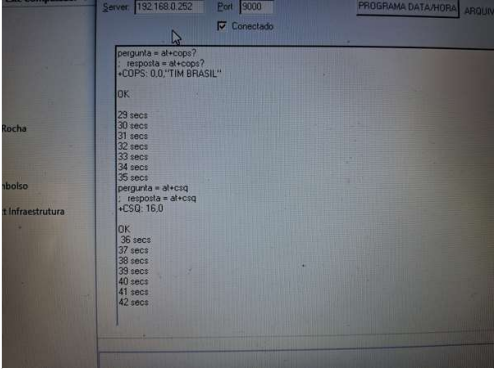 Server: 192.168.0.252 Port 9000 PROGRAMA DATA/HORA
Conectado
pergunta = at+cops?
; resposta = at+cops?
+COPS: 0,0,"TIM BRASIL"
OK
29 secs
30 secs
31 secs
32 secs
33 secs
34 secs
35 secs
pergunta = at+csq
; resposta = at+csq
+CSQ: 16,0
OK
36 secs
37 secs
38 secs
39 secs
40 secs
41 secs
42 secs
Rocha
Infraestrutura